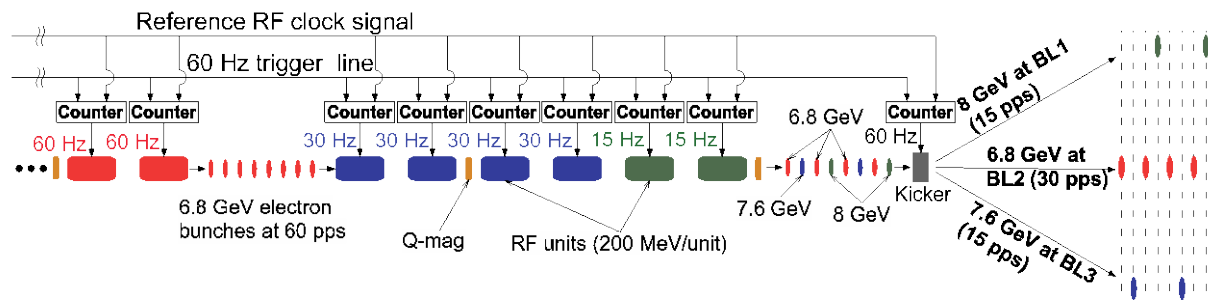 Reference RF clock signal
60 Hz trigger line
Counter Counter Counter Counter Counter Counter Counter Counter Counter
60 Hz 60 Hz 30 Hz 30 Hz 30 Hz 30 Hz 15 Hz 15 Hz 60 Hz
6.8 GeV
6.8 GeV electron
bunches at 60 pps
Q-mag
RF units (200 MeV/unit)
7.6 GeV
8 GeV
Kicker
8 GeV at BL1
(15 pps)
6.8 GeV at
BL2 (30 pps)
7.6 GeV at BL3
(15 pps)